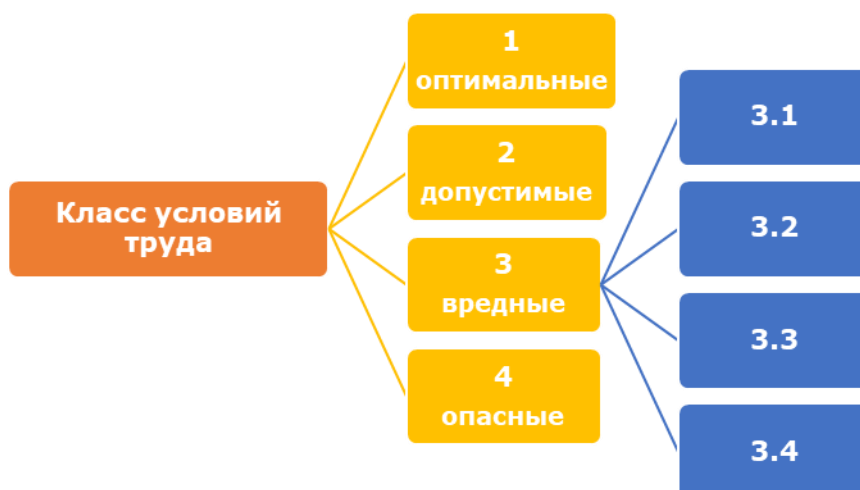 Класс условий
труда
1
оптимальные
2
допустимые
3
вредные
4
опасные
3.1
3.2
3.3
3.4